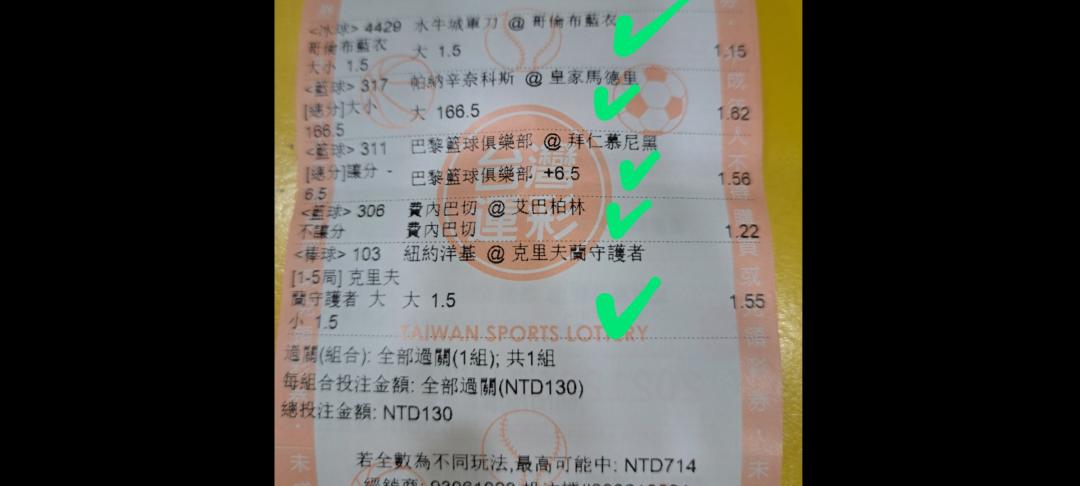 <冰球> 4429 水牛城軍刀 @ 哥倫布藍衣
哥倫布藍衣 大 1.5 1.15
大小 1.5
<籃球> 317 帕納辛奈科斯 @ 皇家馬德里
[總分]大小 大 166.5 1.62
166.5
<籃球> 311 巴黎籃球俱樂部 @ 拜仁慕尼黑
[總分]讓分 - 巴黎籃球俱樂部 +6.5 1.56
6.5
<籃球> 306 費內巴切 @ 艾巴柏林
不讓分 費內巴切 1.22
<棒球> 103 紐約洋基 @ 克里夫蘭守護者
[1-5局] 克里夫
蘭守護者 大 大 1.5 1.55
小 1.5
台灣運彩
TAIWAN SPORTS LOTTERY
過關(組合): 全部過關(1組); 共1組
每組合投注金額: 全部過關(NTD130)
總投注金額: NTD130
若全數為不同玩法,最高可能中: NTD714